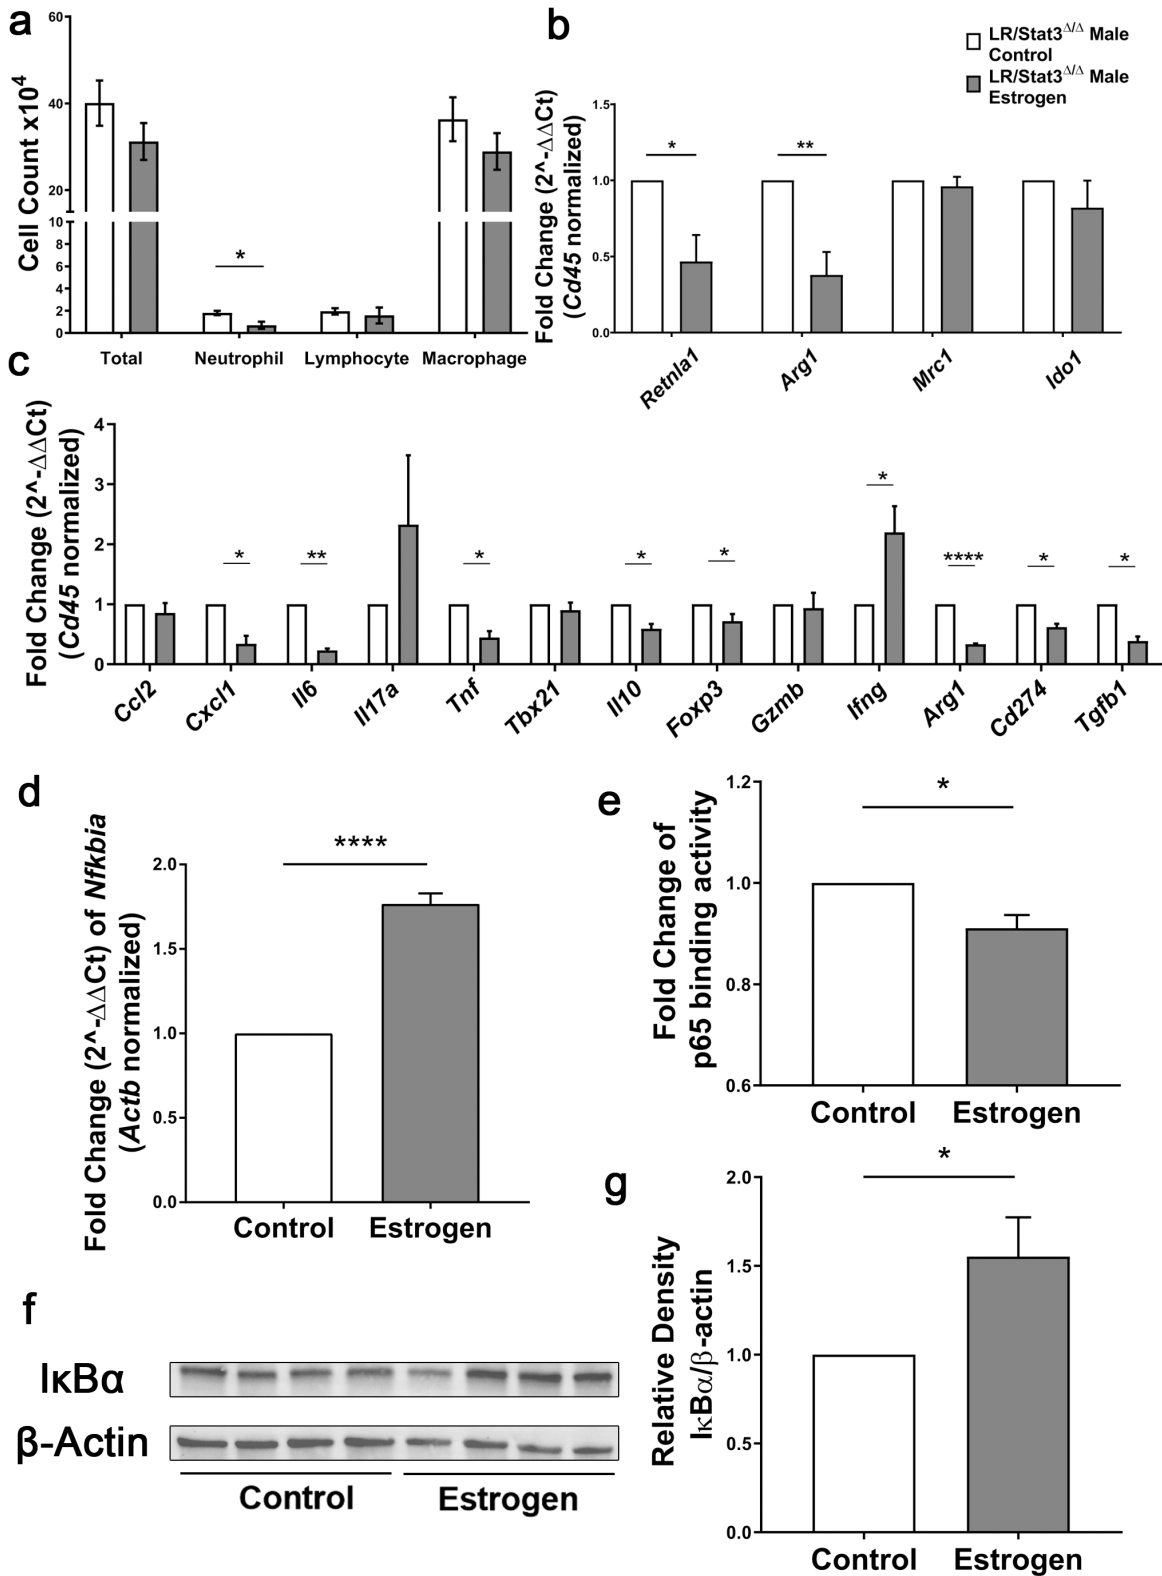 a
Cell Count x10⁴
60
40
20
10
8
6
4
2
0
*
Total
Neutrophil
Lymphocyte
Macrophage
b
LR/Stat3Δ/Δ Male
Control
LR/Stat3Δ/Δ Male
Estrogen
Fold Change (2^-ΔΔCt)
(Cd45 normalized)
1.5
1.0
0.5
0.0
*
**
Retnla1
Arg1
Mrc1
Ido1
c
Fold Change (2^-ΔΔCt)
(Cd45 normalized)
4
3
2
1
0
*
**
*
*
*
*
****
*
*
Ccl2
Cxcl1
Il6
Il17a
Tnf
Tbx21
Il10
Foxp3
Gzmb
Ifng
Arg1
Cd274
Tgfb1
d
Fold Change (2^-ΔΔCt) of Nfkbia
(Actb normalized)
2.0
1.5
1.0
0.5
0.0
****
Control
Estrogen
e
Fold Change of
p65 binding activity
1.2
1.0
0.8
0.6
*
Control
Estrogen
f
IκBα
β-Actin
Control
Estrogen
g
Relative Density
IκBα/β-actin
2.0
1.5
1.0
0.5
0.0
*
Control
Estrogen